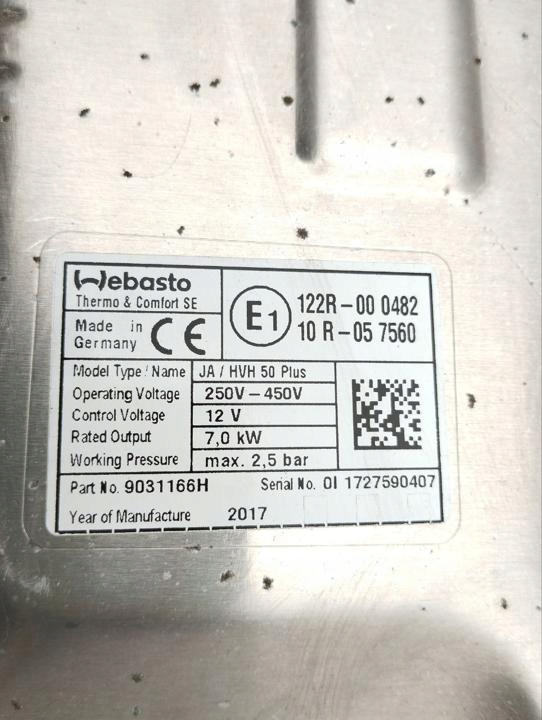 Webasto
Thermo & Comfort SE
Made in
Germany
CE
E1
122R-00 0482
10 R-05 7560
Model Type / Name JA / HVH 50 Plus
Operating Voltage 250V-450V
Control Voltage 12 V
Rated Output 7,0 kW
Working Pressure max. 2,5 bar
Part No. 9031166H Serial No. 01 1727590407
Year of Manufacture 2017